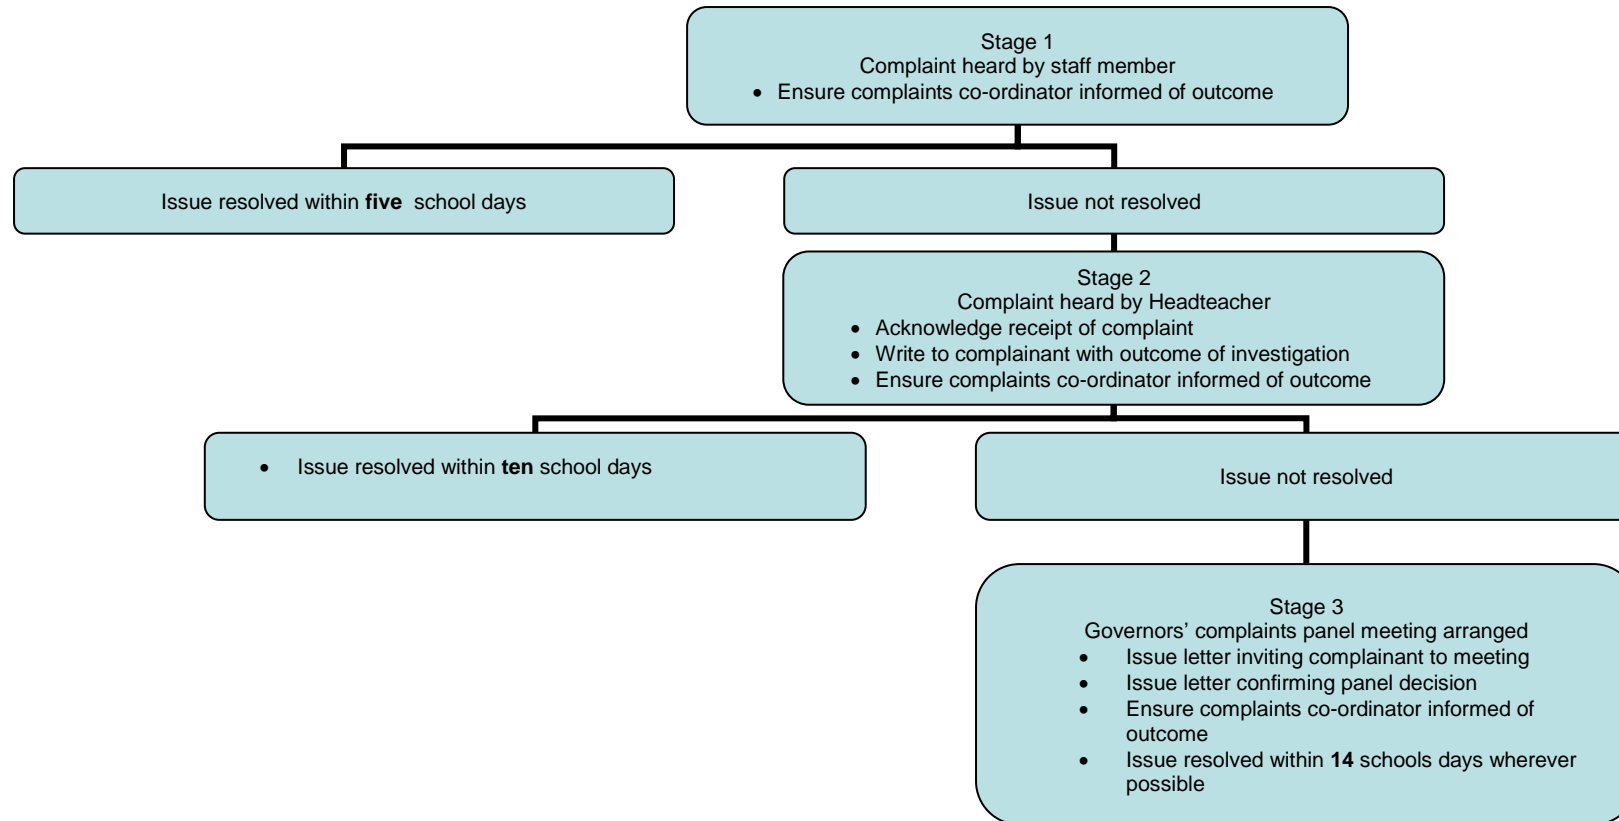 Stage 1
Complaint heard by staff member
• Ensure complaints co-ordinator informed of outcome
Issue resolved within five school days
Issue not resolved
Stage 2
Complaint heard by Headteacher
• Acknowledge receipt of complaint
• Write to complainant with outcome of investigation
• Ensure complaints co-ordinator informed of outcome
• Issue resolved within ten school days
Issue not resolved
Stage 3
Governors’ complaints panel meeting arranged
• Issue letter inviting complainant to meeting
• Issue letter confirming panel decision
• Ensure complaints co-ordinator informed of
outcome
• Issue resolved within 14 schools days wherever
possible